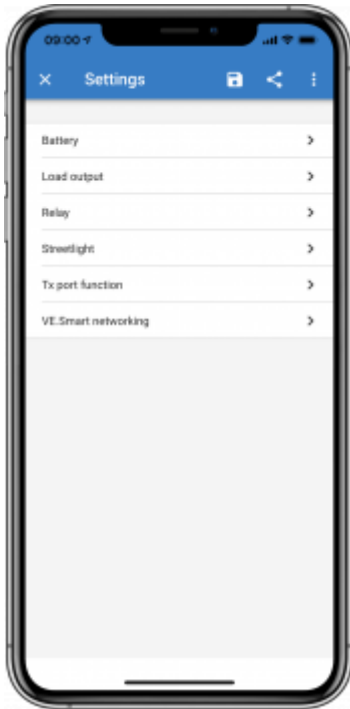 09:00
Settings
Battery
Load output
Relay
Streetlight
Tx port function
VE.Smart networking